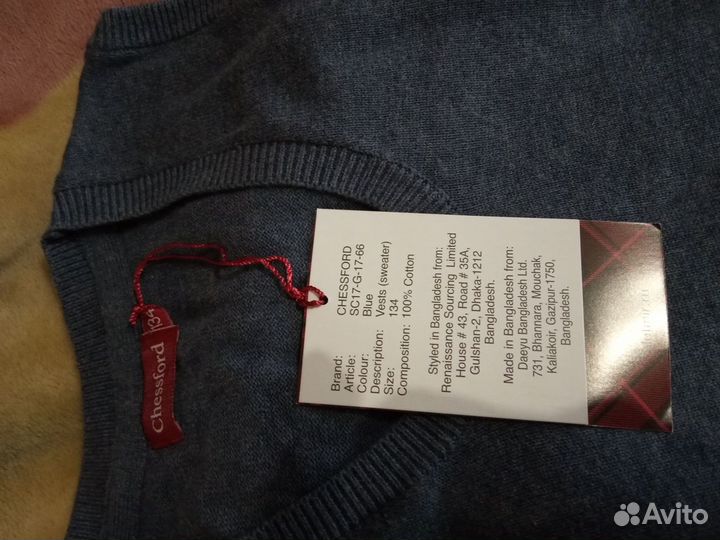 Brand: CHESSFORD
Article: SC17-G-17-66
Colour: Blue
Description: Vests (sweater)
Size: 134
Composition: 100% Cotton
Styled in Bangladesh from:
Renaissance Sourcing Limited
House # 43, Road # 35A,
Gulshan-2, Dhaka-1212
Bangladesh.
Made in Bangladesh from:
Daeyu Bangladesh Ltd.
731, Bhannara, Mouchak,
Kaliakoir, Gazipur-1750,
Bangladesh.
Chessford
134
Avito